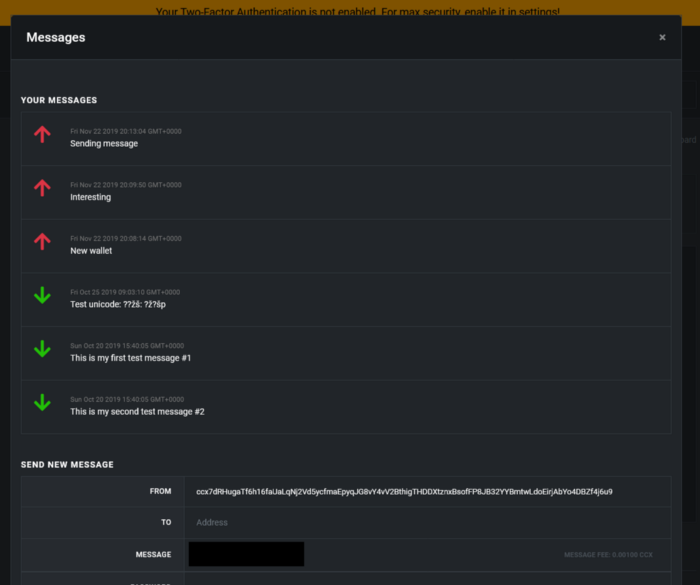 Your Two-Factor Authentication is not enabled. For max security, enable it in settings!
Messages
×
YOUR MESSAGES
Fri Nov 22 2019 20:13:04 GMT+0000
Sending message
Fri Nov 22 2019 20:09:50 GMT+0000
Interesting
Fri Nov 22 2019 20:08:14 GMT+0000
New wallet
Fri Oct 25 2019 09:03:10 GMT+0000
Test unicode: ??žš: ?ž?šp
Sun Oct 20 2019 15:40:05 GMT+0000
This is my first test message #1
Sun Oct 20 2019 15:40:05 GMT+0000
This is my second test message #2
SEND NEW MESSAGE
FROM
TO Address
MESSAGE MESSAGE FEE: 0.00100 CCX